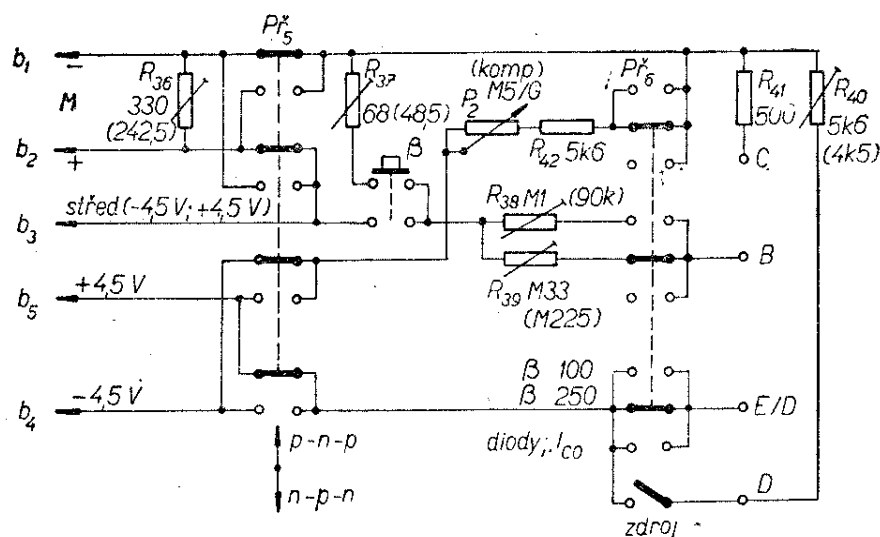 Př5
b1
–
M
R36
330
(242,5)
b2
+
R37
68(48,5)
β
(komp)
M5/G
P2
R42 5k6
Př6
R41
500
R40
5k6
(4k5)
C
střed (-4,5 V; +4,5 V)
b3
R38 M1 (90k)
R39 M33
(M225)
B
+4,5 V
b5
-4,5 V
b4
β 100
β 250
E/D
diody; ICO
p-n-p
n-p-n
D
zdroj